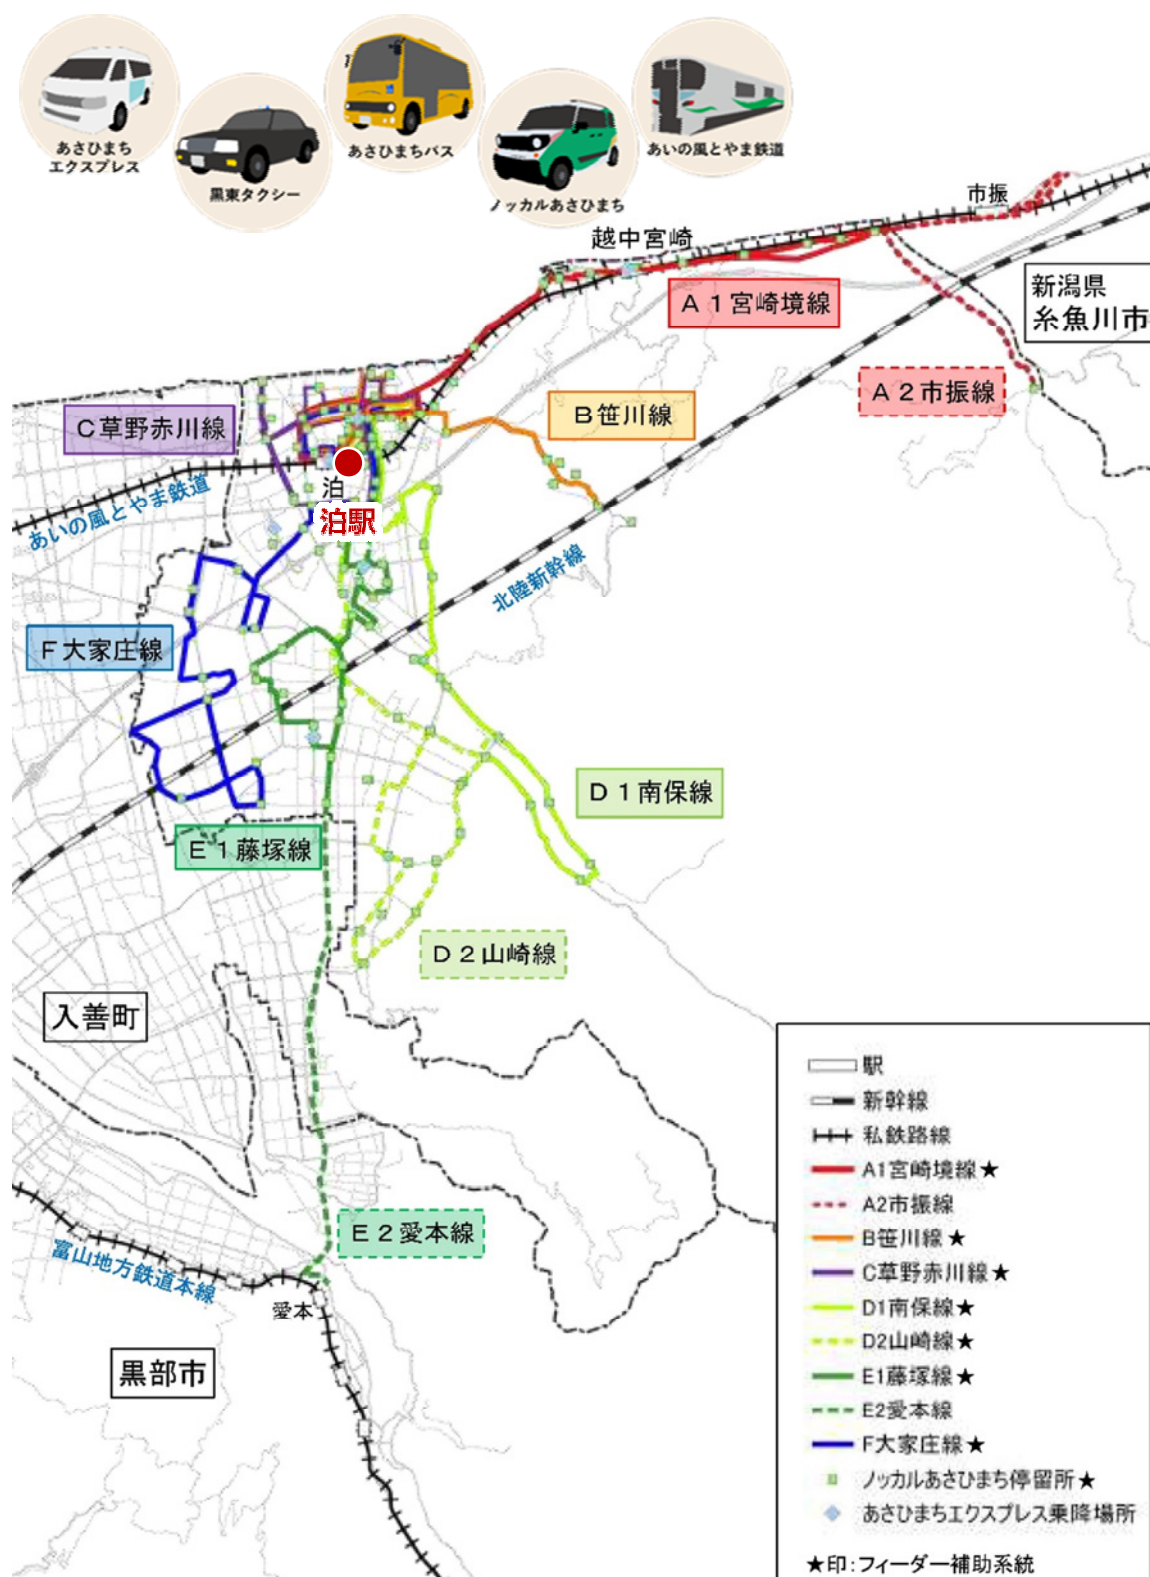 あさひまち
エクスプレス
黒東タクシー
あさひまちバス
ノッカルあさひまち
あいの風とやま鉄道
市振
越中宮崎
新潟県
糸魚川市
A1宮崎境線
A2市振線
B笹川線
C草野赤川線
あいの風とやま鉄道
泊
泊駅
北陸新幹線
F大家庄線
D1南保線
E1藤塚線
D2山崎線
入善町
E2愛本線
富山地方鉄道本線
愛本
黒部市
駅
新幹線
私鉄路線
A1宮崎境線★
A2市振線
B笹川線★
C草野赤川線★
D1南保線★
D2山崎線★
E1藤塚線★
E2愛本線
F大家庄線★
ノッカルあさひまち停留所★
あさひまちエクスプレス乗降場所
★印:フィーダー補助系統